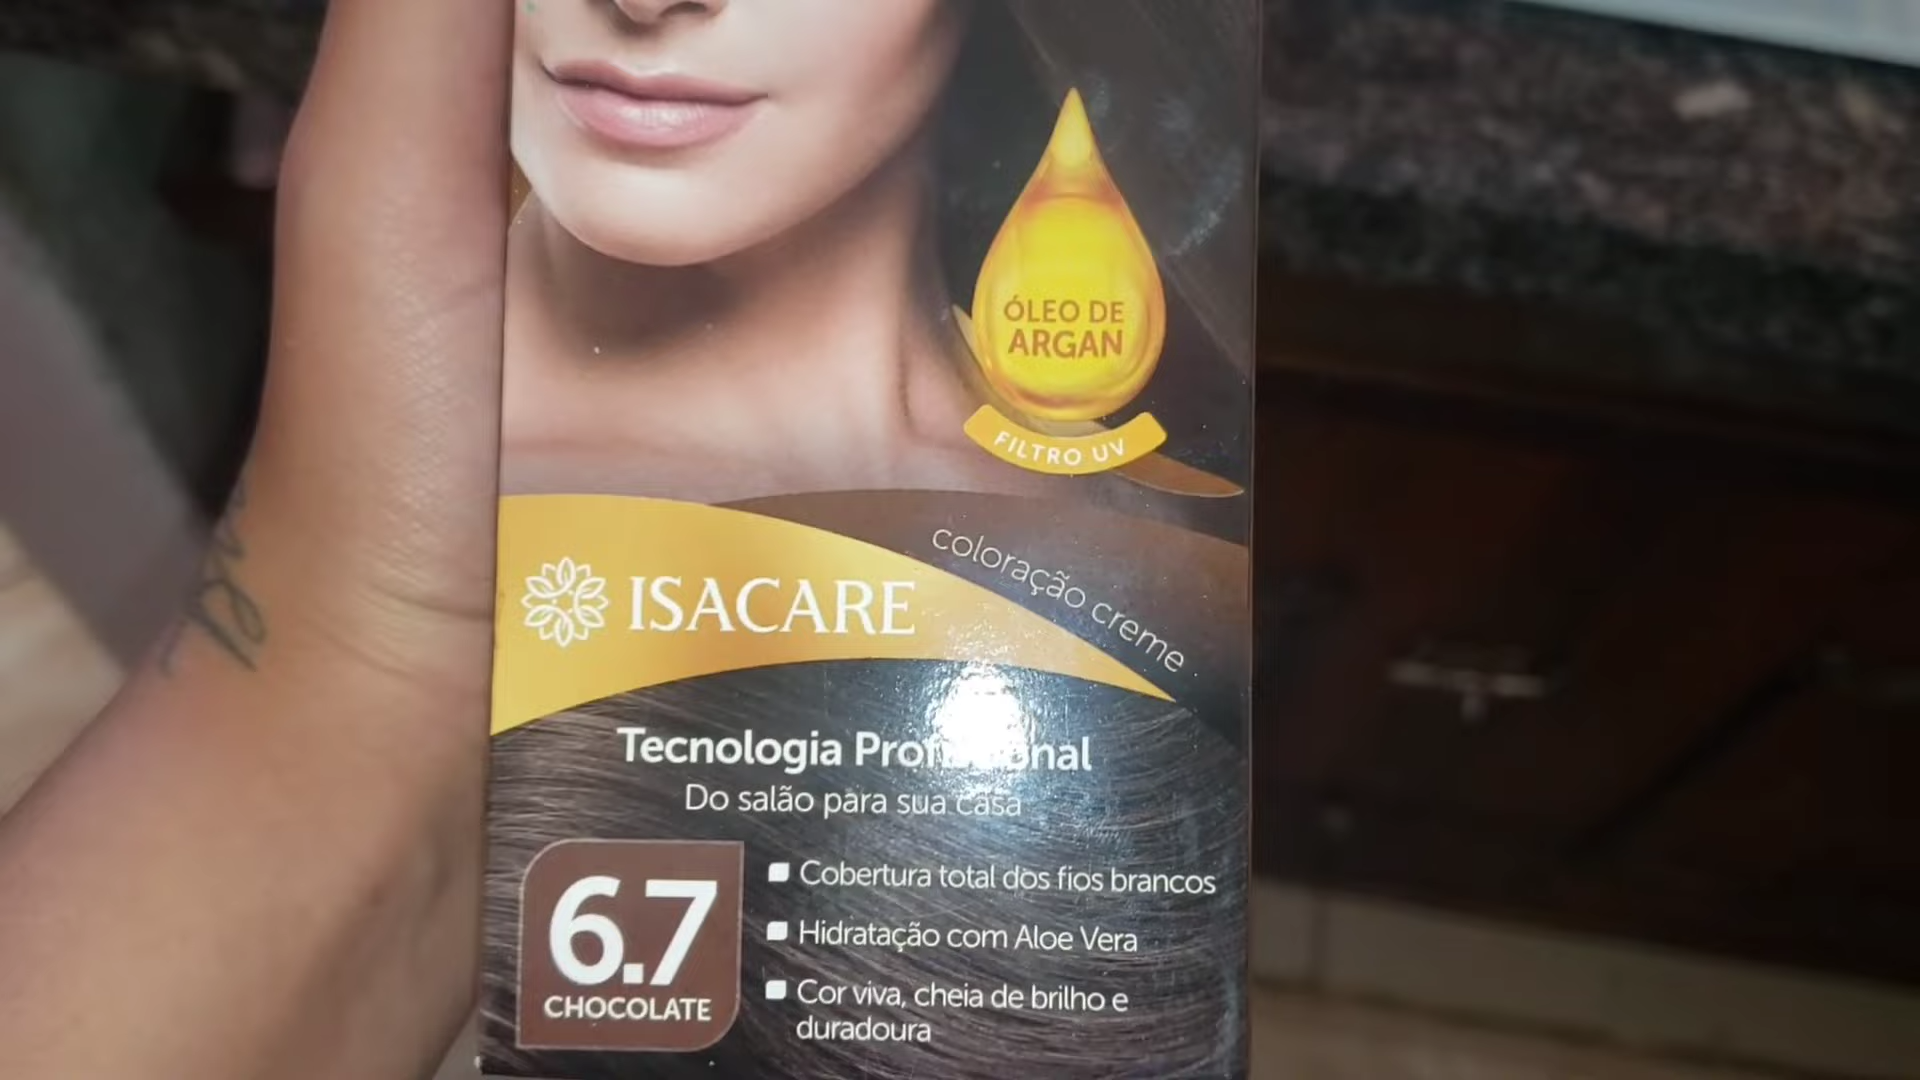 ÓLEO DE
ARGAN
FILTRO UV
coloração creme
ISACARE
Tecnologia
Do salão para sua casa
6.7
CHOCOLATE
Cobertura total dos fios brancos
Hidratação com Aloe Vera
Cor viva, cheia de brilho e
duradoura